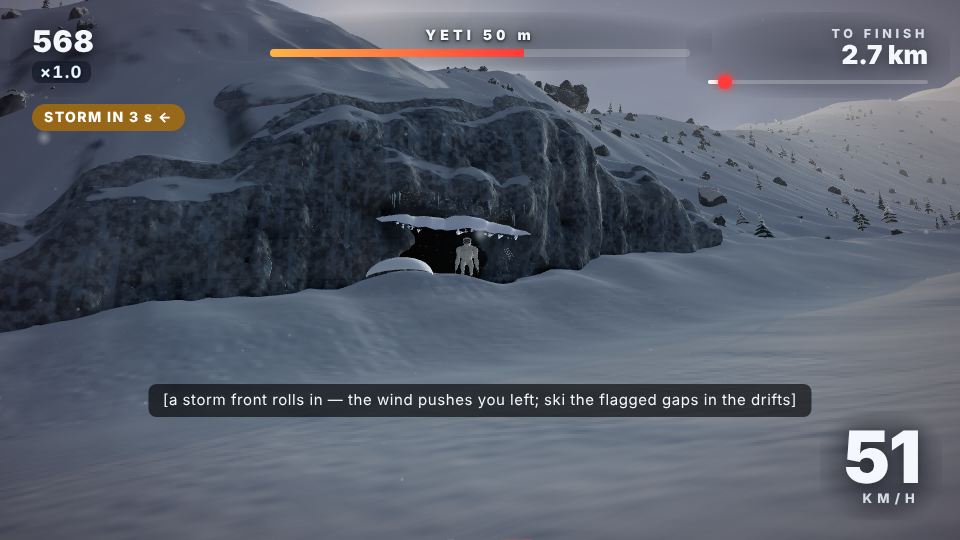 568
×1.0
STORM IN 3 s ←
YETI 50 m
TO FINISH
2.7 km
[a storm front rolls in — the wind pushes you left; ski the flagged gaps in the drifts]
51
KM/H